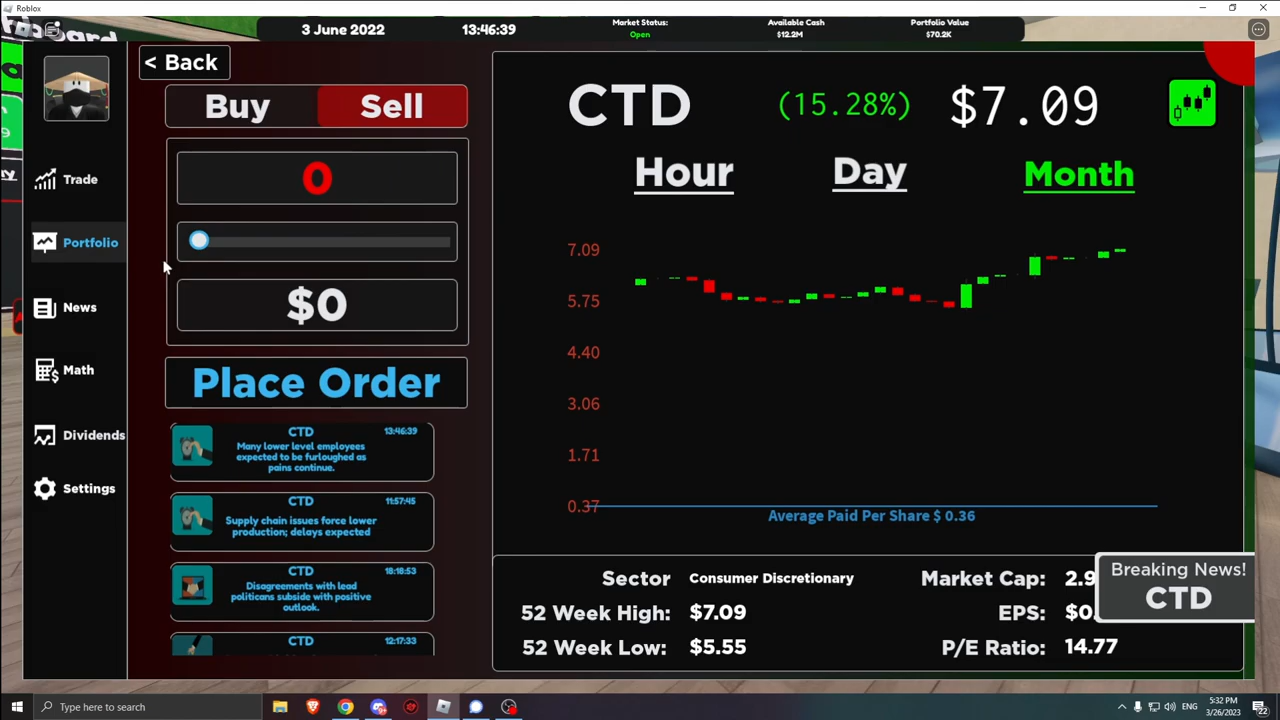 Roblox
3 June 2022
13:46:39
Market Status:
Open
Available Cash
$12.2M
Portfolio Value
$70.2K
< Back
Buy
Sell
0
$0
Place Order
Trade
Portfolio
News
Math
Dividends
Settings
CTD
13:46:39
Many lower level employees
expected to be furloughed as
pains continue.
CTD
11:57:45
Supply chain issues force lower
production; delays expected
CTD
18:18:53
Disagreements with lead
politicans subside with positive
outlook.
CTD
12:17:33
CTD
(15.28%)
$7.09
Hour
Day
Month
7.09
5.75
4.40
3.06
1.71
0.37
Average Paid Per Share $ 0.36
Sector
Consumer Discretionary
52 Week High:
$7.09
52 Week Low:
$5.55
Market Cap:
2.9
EPS:
$0.
P/E Ratio:
14.77
Breaking News!
CTD
Type here to search
ENG
5:32 PM
3/26/2023
22